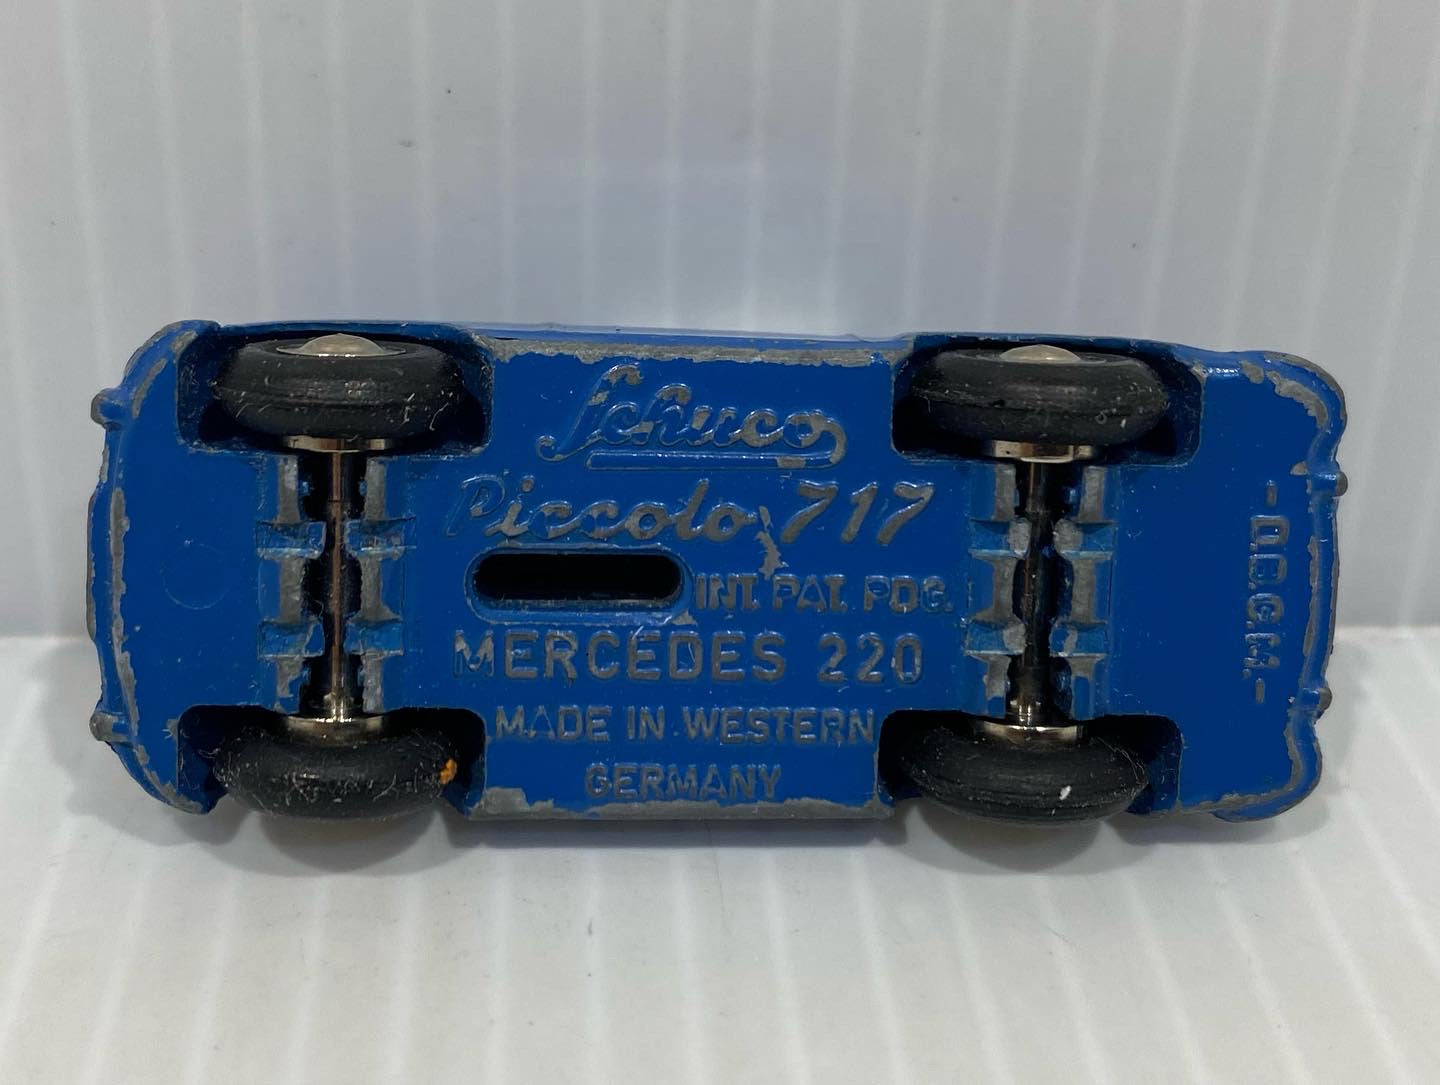 Schuco
Piccolo 717
INT. PAT. PDG.
MERCEDES 220
MADE IN WESTERN
GERMANY
- D.B.G.M. -